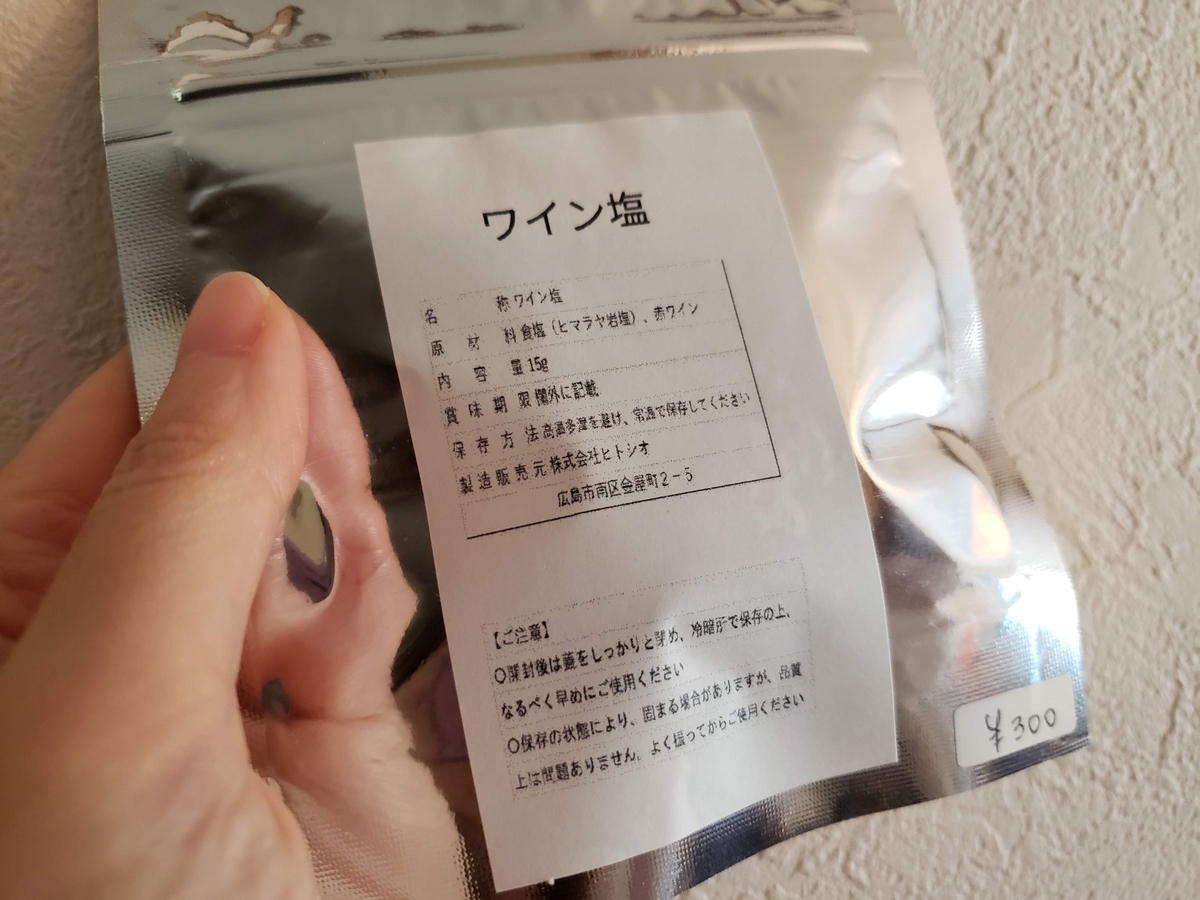 ワイン塩
名称 ワイン塩
原材料 食塩（ヒマラヤ岩塩）、赤ワイン
内容量 15g
賞味期限 欄外に記載
保存方法 高温多湿を避け、常温で保存してください
製造販売元 株式会社ヒトシオ
広島市南区金屋町2－5
【ご注意】
○開封後は蓋をしっかりと閉め、冷暗所で保存の上、
なるべく早めにご使用ください
○保存の状態により、固まる場合がありますが、品質
上は問題ありません。よく振ってからご使用ください
¥300